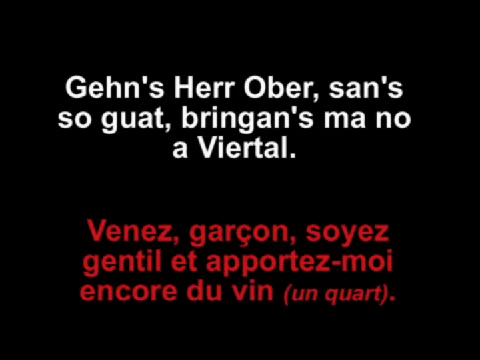 Gehn's Herr Ober, san's
so guat, bringan's ma no
a Viertal.
Venez, garçon, soyez
gentil et apportez-moi
encore du vin (un quart).